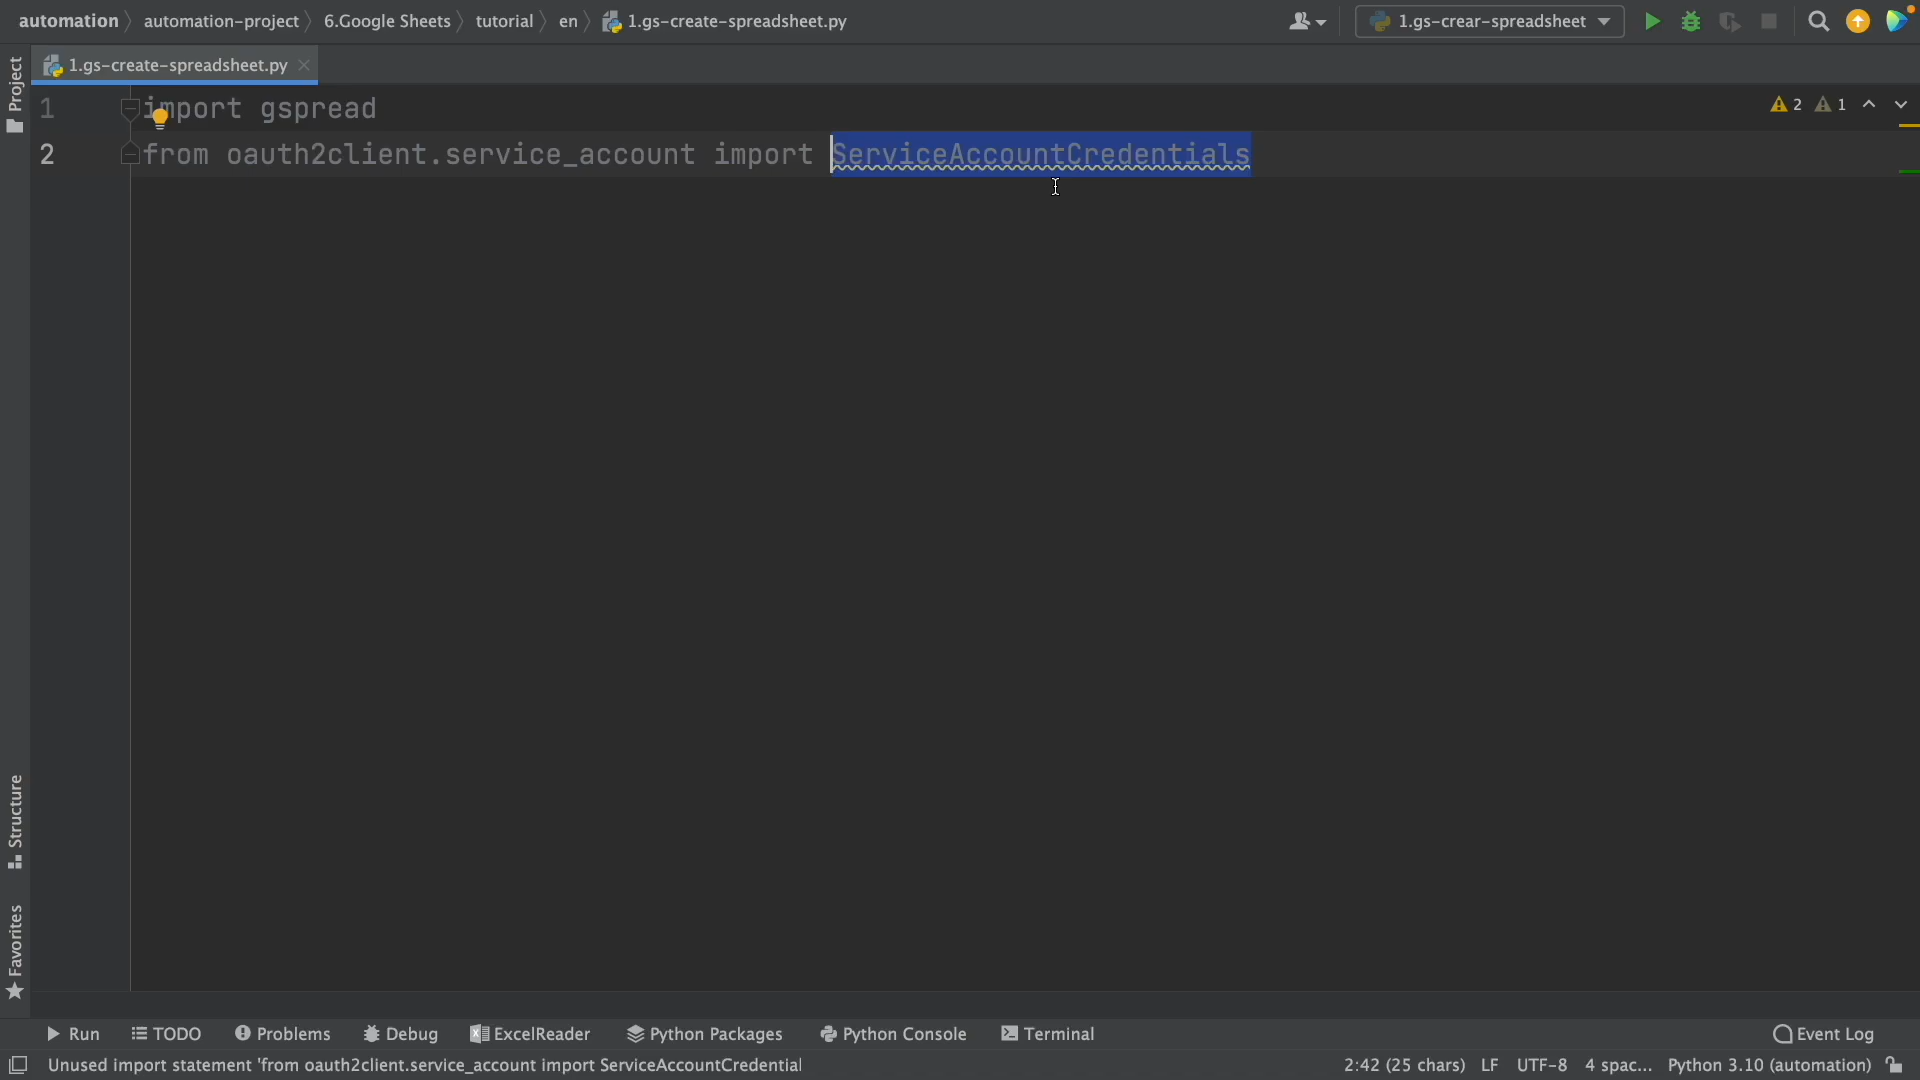 automation automation-project 6.Google Sheets tutorial en 1.gs-create-spreadsheet.py 1.gs-crear-spreadsheet
Project
1.gs-create-spreadsheet.py
1 import gspread
2 1
2 from oauth2client.service_account import ServiceAccountCredentials
Structure
Favorites
Run TODO Problems Debug ExcelReader Python Packages Python Console Terminal Event Log
Unused import statement 'from oauth2client.service_account import ServiceAccountCredential 2:42 (25 chars) LF UTF-8 4 spac... Python 3.10 (automation)